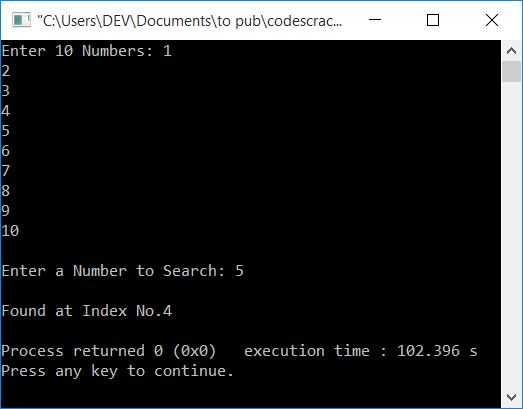 "C:\Users\DEV\Documents\to pub\codescrac...
Enter 10 Numbers: 1
2
3
4
5
6
7
8
9
10
Enter a Number to Search: 5
Found at Index No.4
Process returned 0 (0x0)   execution time : 102.396 s
Press any key to continue.